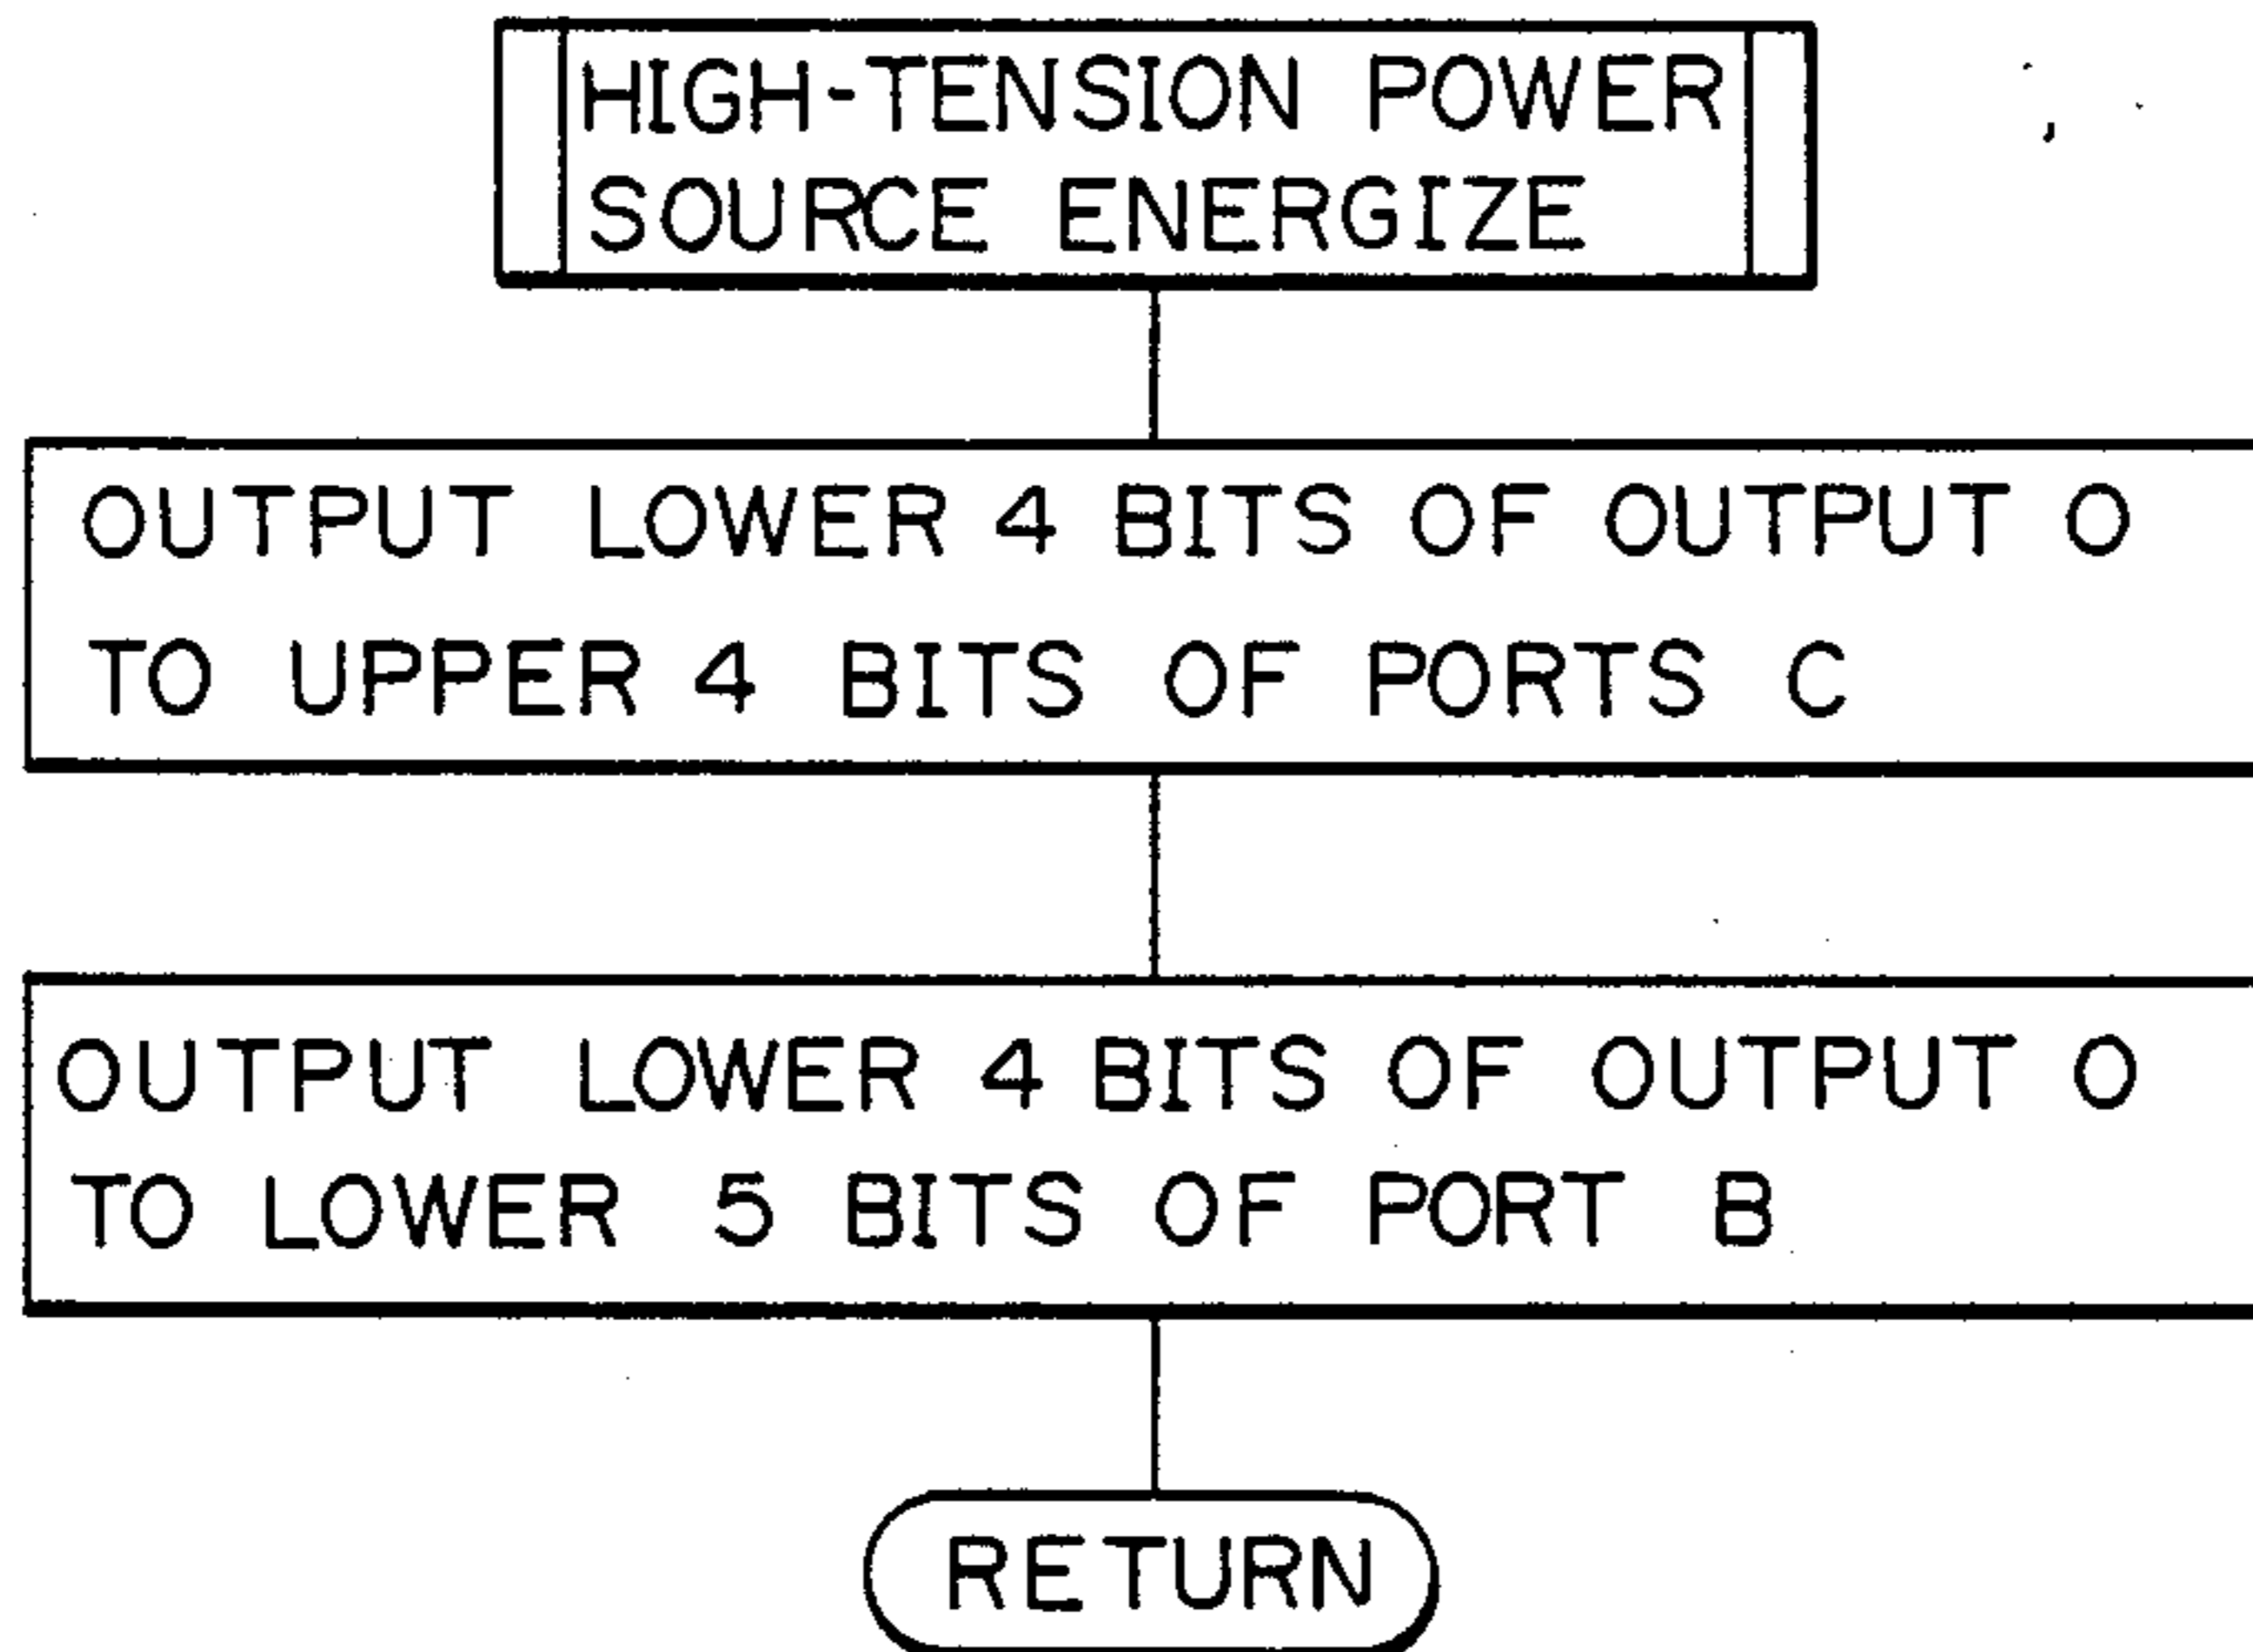 HIGH-TENSION POWER
SOURCE ENERGIZE
OUTPUT LOWER 4 BITS OF OUTPUT O
TO UPPER 4 BITS OF PORTS C
OUTPUT LOWER 4 BITS OF OUTPUT O
TO LOWER 5 BITS OF PORT B
RETURN